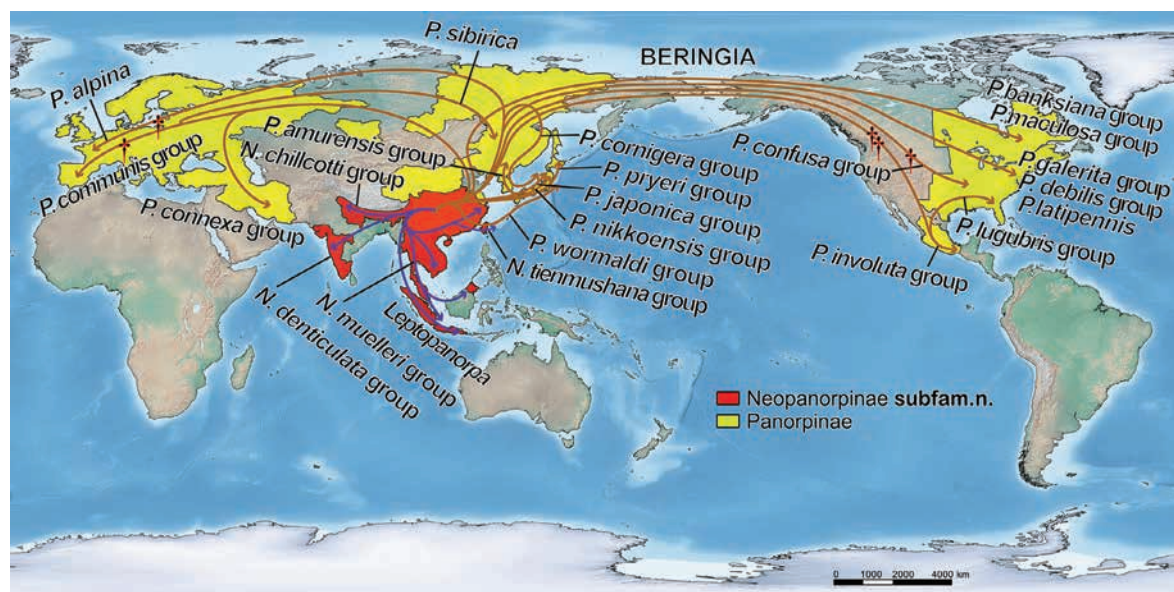 P. sibirica
BERINGIA
P. alpina
P. banksiana group
P. maculosa group
P. amurensis group
P. cornigera group
P. confusa group
P. galerita group
P. communis group
N. chillcotti group
P. pryeri group
P. debilis group
P. connexa group
P. japonica group
P. latipennis
P. nikkoensis group
P. lugubris group
P. wormaldi group
P. involuta group
N. tienmushana group
N. denticulata group
N. muelleri group
Leptopanorpa
Neopanorpinae subfam.n.
Panorpinae
0 1000 2000 4000 km